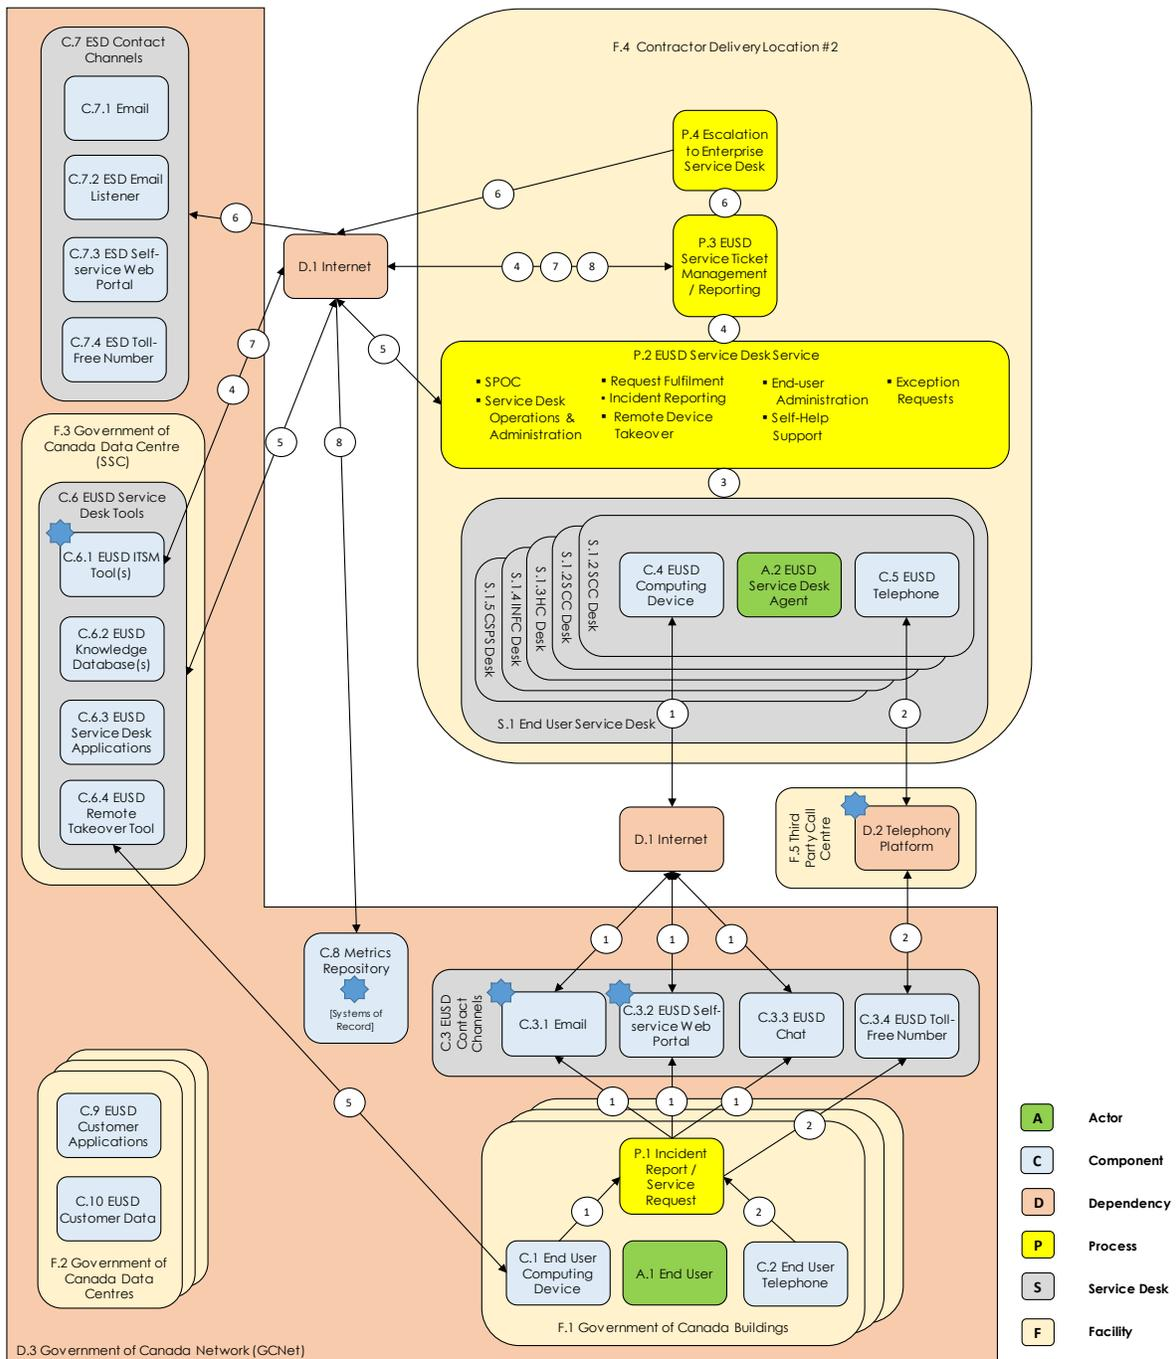 C.7 ESD Contact
Channels
C.7.1 Email
C.7.2 ESD Email
Listener
C.7.3 ESD Self-
service Web
Portal
C.7.4 ESD Toll-
Free Number
F.4 Contractor Delivery Location #2
P.4 Escalation
to Enterprise
Service Desk
6
6
6
D.1 Internet
4
7
8
P.3 EUSD
Service Ticket
Management
/ Reporting
4
7
4
5
5
8
P.2 EUSD Service Desk Service
▪ SPOC
▪ Service Desk
Operations &
Administration
▪ Request Fulfilment
▪ Incident Reporting
▪ Remote Device
Takeover
▪ End-user
Administration
▪ Self-Help
Support
▪ Exception
Requests
3
F.3 Government of
Canada Data Centre
(SSC)
C.6 EUSD Service
Desk Tools
C.6.1 EUSD ITSM
Tool(s)
C.6.2 EUSD
Knowledge
Database(s)
C.6.3 EUSD
Service Desk
Applications
C.6.4 EUSD
Remote
Takeover Tool
S.1.5 CSPS Desk
S.1.4 INFC Desk
S.1.3 HC Desk
S.1.2 SCC Desk
S.1.2 SCC Desk
C.4 EUSD
Computing
Device
A.2 EUSD
Service Desk
Agent
C.5 EUSD
Telephone
S.1 End User Service Desk
1
2
D.1 Internet
F.5 Third
Party Call
Centre
D.2 Telephony
Platform
1
1
1
2
C.8 Metrics
Repository
[Systems of
Record]
C.3 EUSD
Contact
Channels
C.3.1 Email
C.3.2 EUSD Self-
service Web
Portal
C.3.3 EUSD
Chat
C.3.4 EUSD Toll-
Free Number
5
1
1
1
2
P.1 Incident
Report /
Service
Request
1
2
C.1 End User
Computing
Device
A.1 End User
C.2 End User
Telephone
F.1 Government of Canada Buildings
C.9 EUSD
Customer
Applications
C.10 EUSD
Customer Data
F.2 Government of
Canada Data
Centres
D.3 Government of Canada Network (GCNet)
A Actor
C Component
D Dependency
P Process
S Service Desk
F Facility